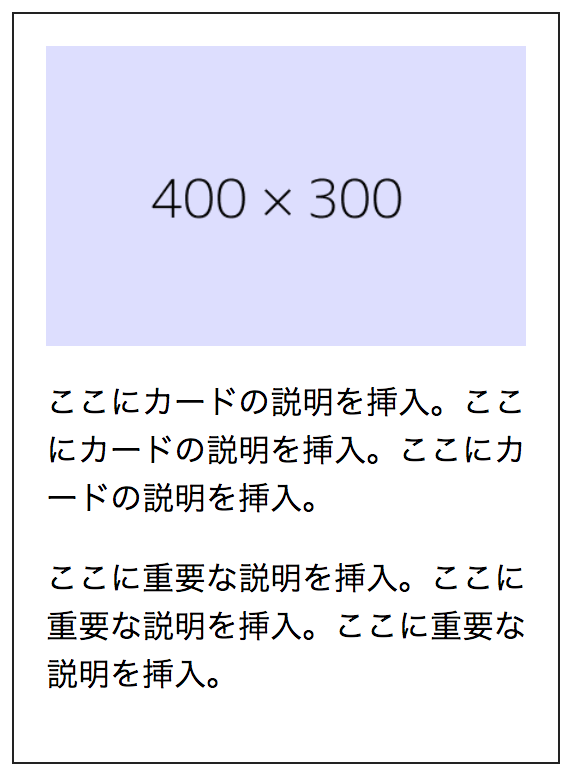 400 × 300
ここにカードの説明を挿入。ここ
にカードの説明を挿入。ここにカ
ードの説明を挿入。
ここに重要な説明を挿入。ここに
重要な説明を挿入。ここに重要な
説明を挿入。